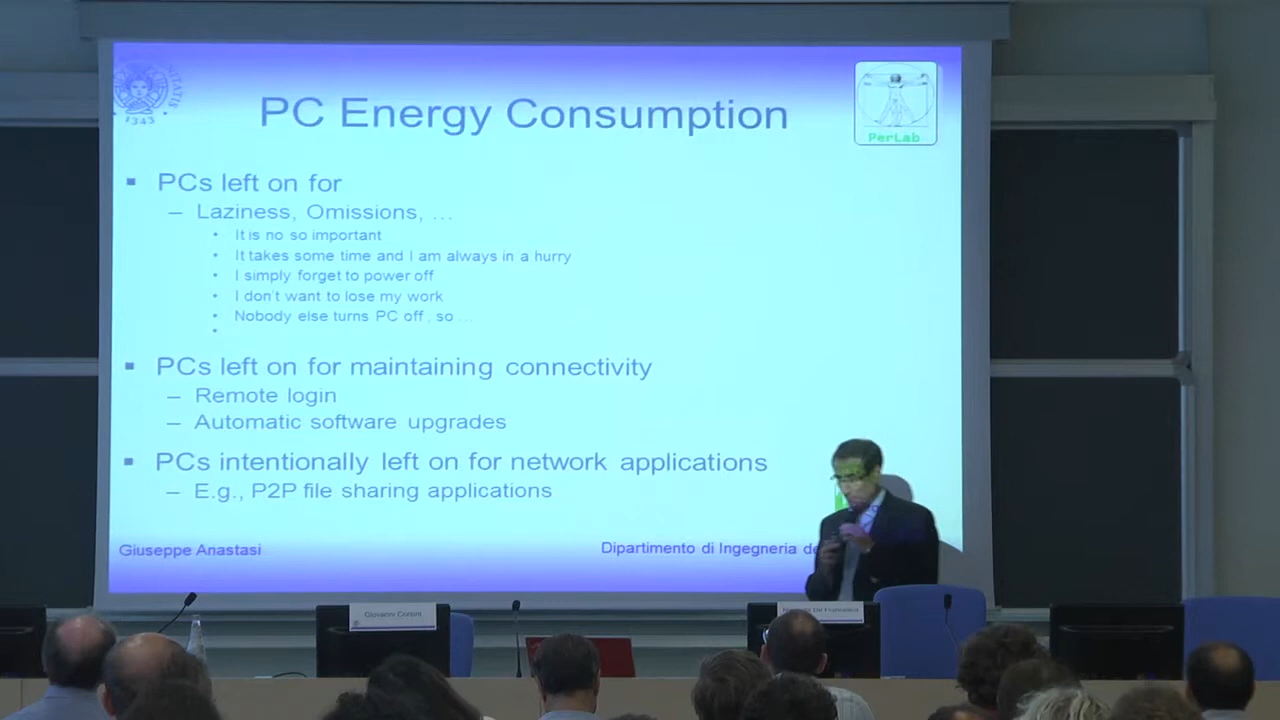 PC Energy Consumption
1343
PerLab
PCs left on for
– Laziness, Omissions, …
• It is no so important
• It takes some time and I am always in a hurry
• I simply forget to power off
• I don't want to lose my work
• Nobody else turns PC off , so …
PCs left on for maintaining connectivity
– Remote login
– Automatic software upgrades
PCs intentionally left on for network applications
– E.g., P2P file sharing applications
Giuseppe Anastasi
Dipartimento di Ingegneria
Giovanni Corsini